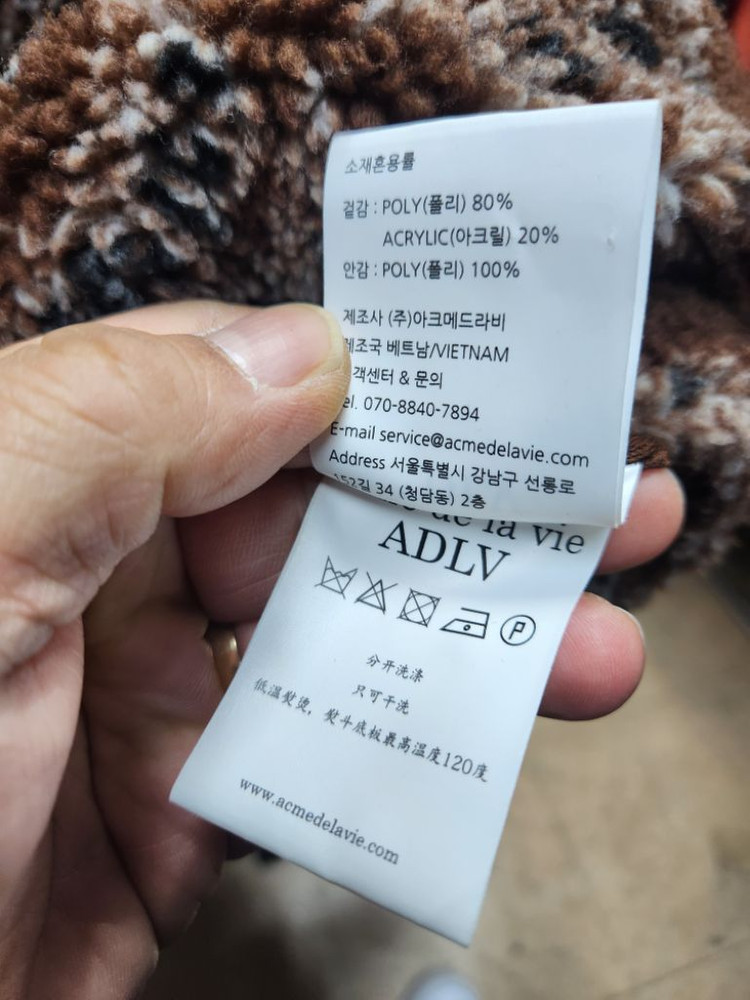 소재혼용률
겉감 : POLY(폴리) 80%
ACRYLIC(아크릴) 20%
안감 : POLY(폴리) 100%
제조사 (주)아크메드라비
제조국 베트남/VIETNAM
객센터 & 문의
el. 070-8840-7894
E-mail service@acmedelavie.com
Address 서울특별시 강남구 선릉로
152길 34 (청담동) 2층
de la vie
ADLV
P
分开洗涤
只可干洗
低温熨烫，熨斗底板最高温度120度
www.acmedelavie.com